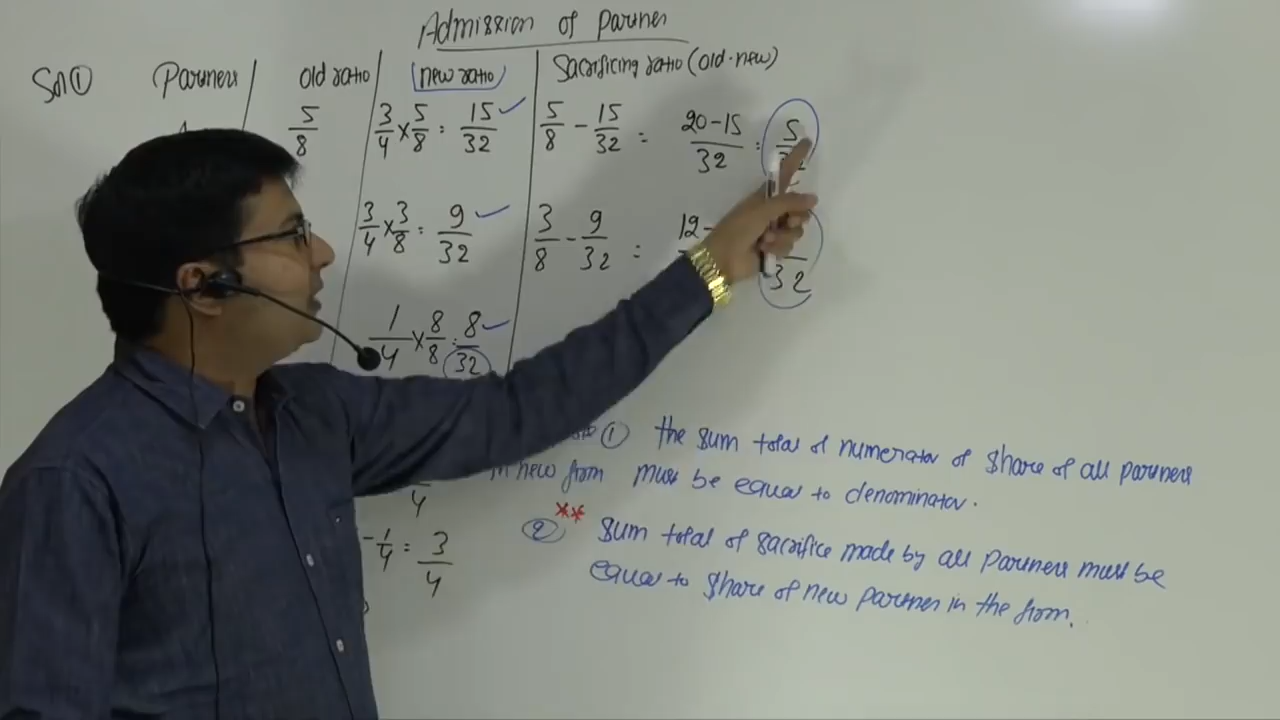 Admission of Partner
Sol ① Partners old ratio new ratio Sacrificing ratio (old-new)
5/8 3/4 × 5/8 = 15/32 ✓ 5/8 - 15/32 = 20-15/32 = 5/32
3/4 × 3/8 = 9/32 ✓ 3/8 - 9/32 = 12- 32
1/4 × 8/8 = 8/32 ✓
① the sum total of numerator of share of all partners
in new firm must be equal to denominator.
4
② ** Sum total of sacrifice made by all partners must be
- 1/4 = 3/4 equal to share of new partner in the firm.